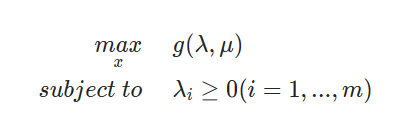 max g(λ, μ)
x
subject to λᵢ ≥ 0(i = 1, ..., m)